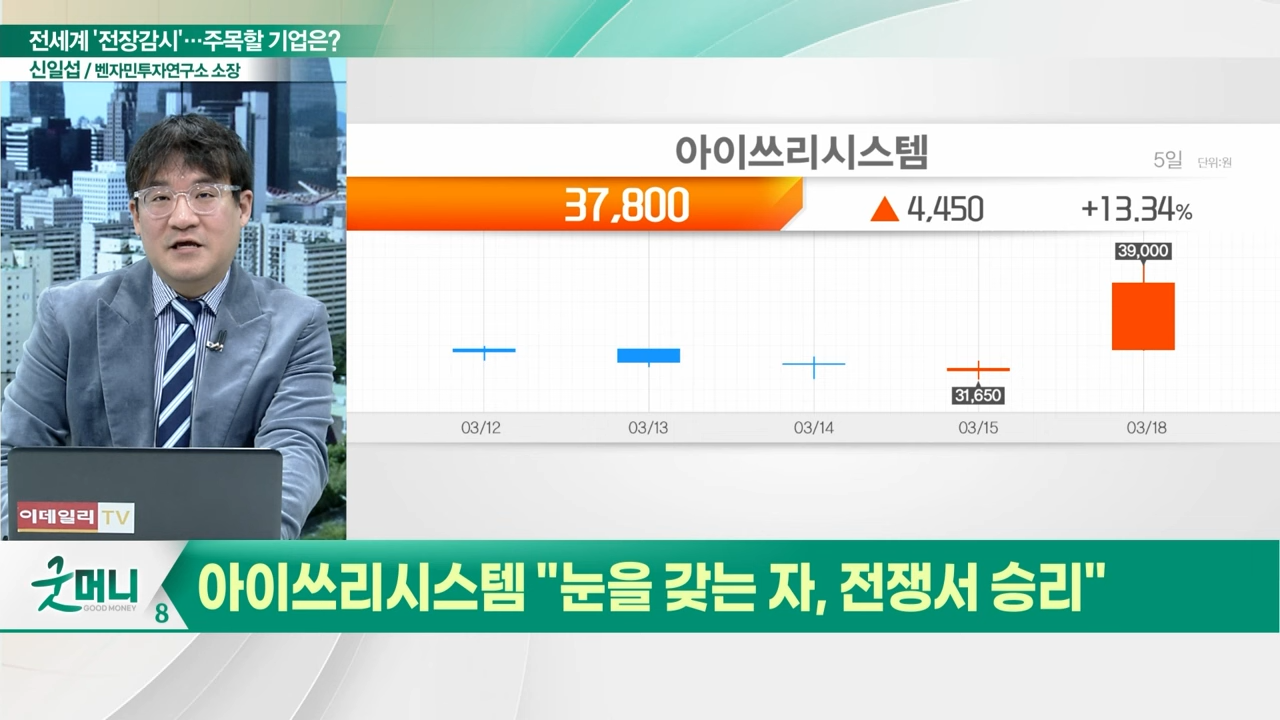 전세계 '전장감시'…주목할 기업은?
신일섭 / 벤자민투자연구소 소장
아이쓰리시스템
5일 단위:원
37,800 ▲ 4,450 +13.34%
39,000
31,650
03/12 03/13 03/14 03/15 03/18
이데일리 TV
굿머니
GOOD MONEY
8
아이쓰리시스템 "눈을 갖는 자, 전쟁서 승리"